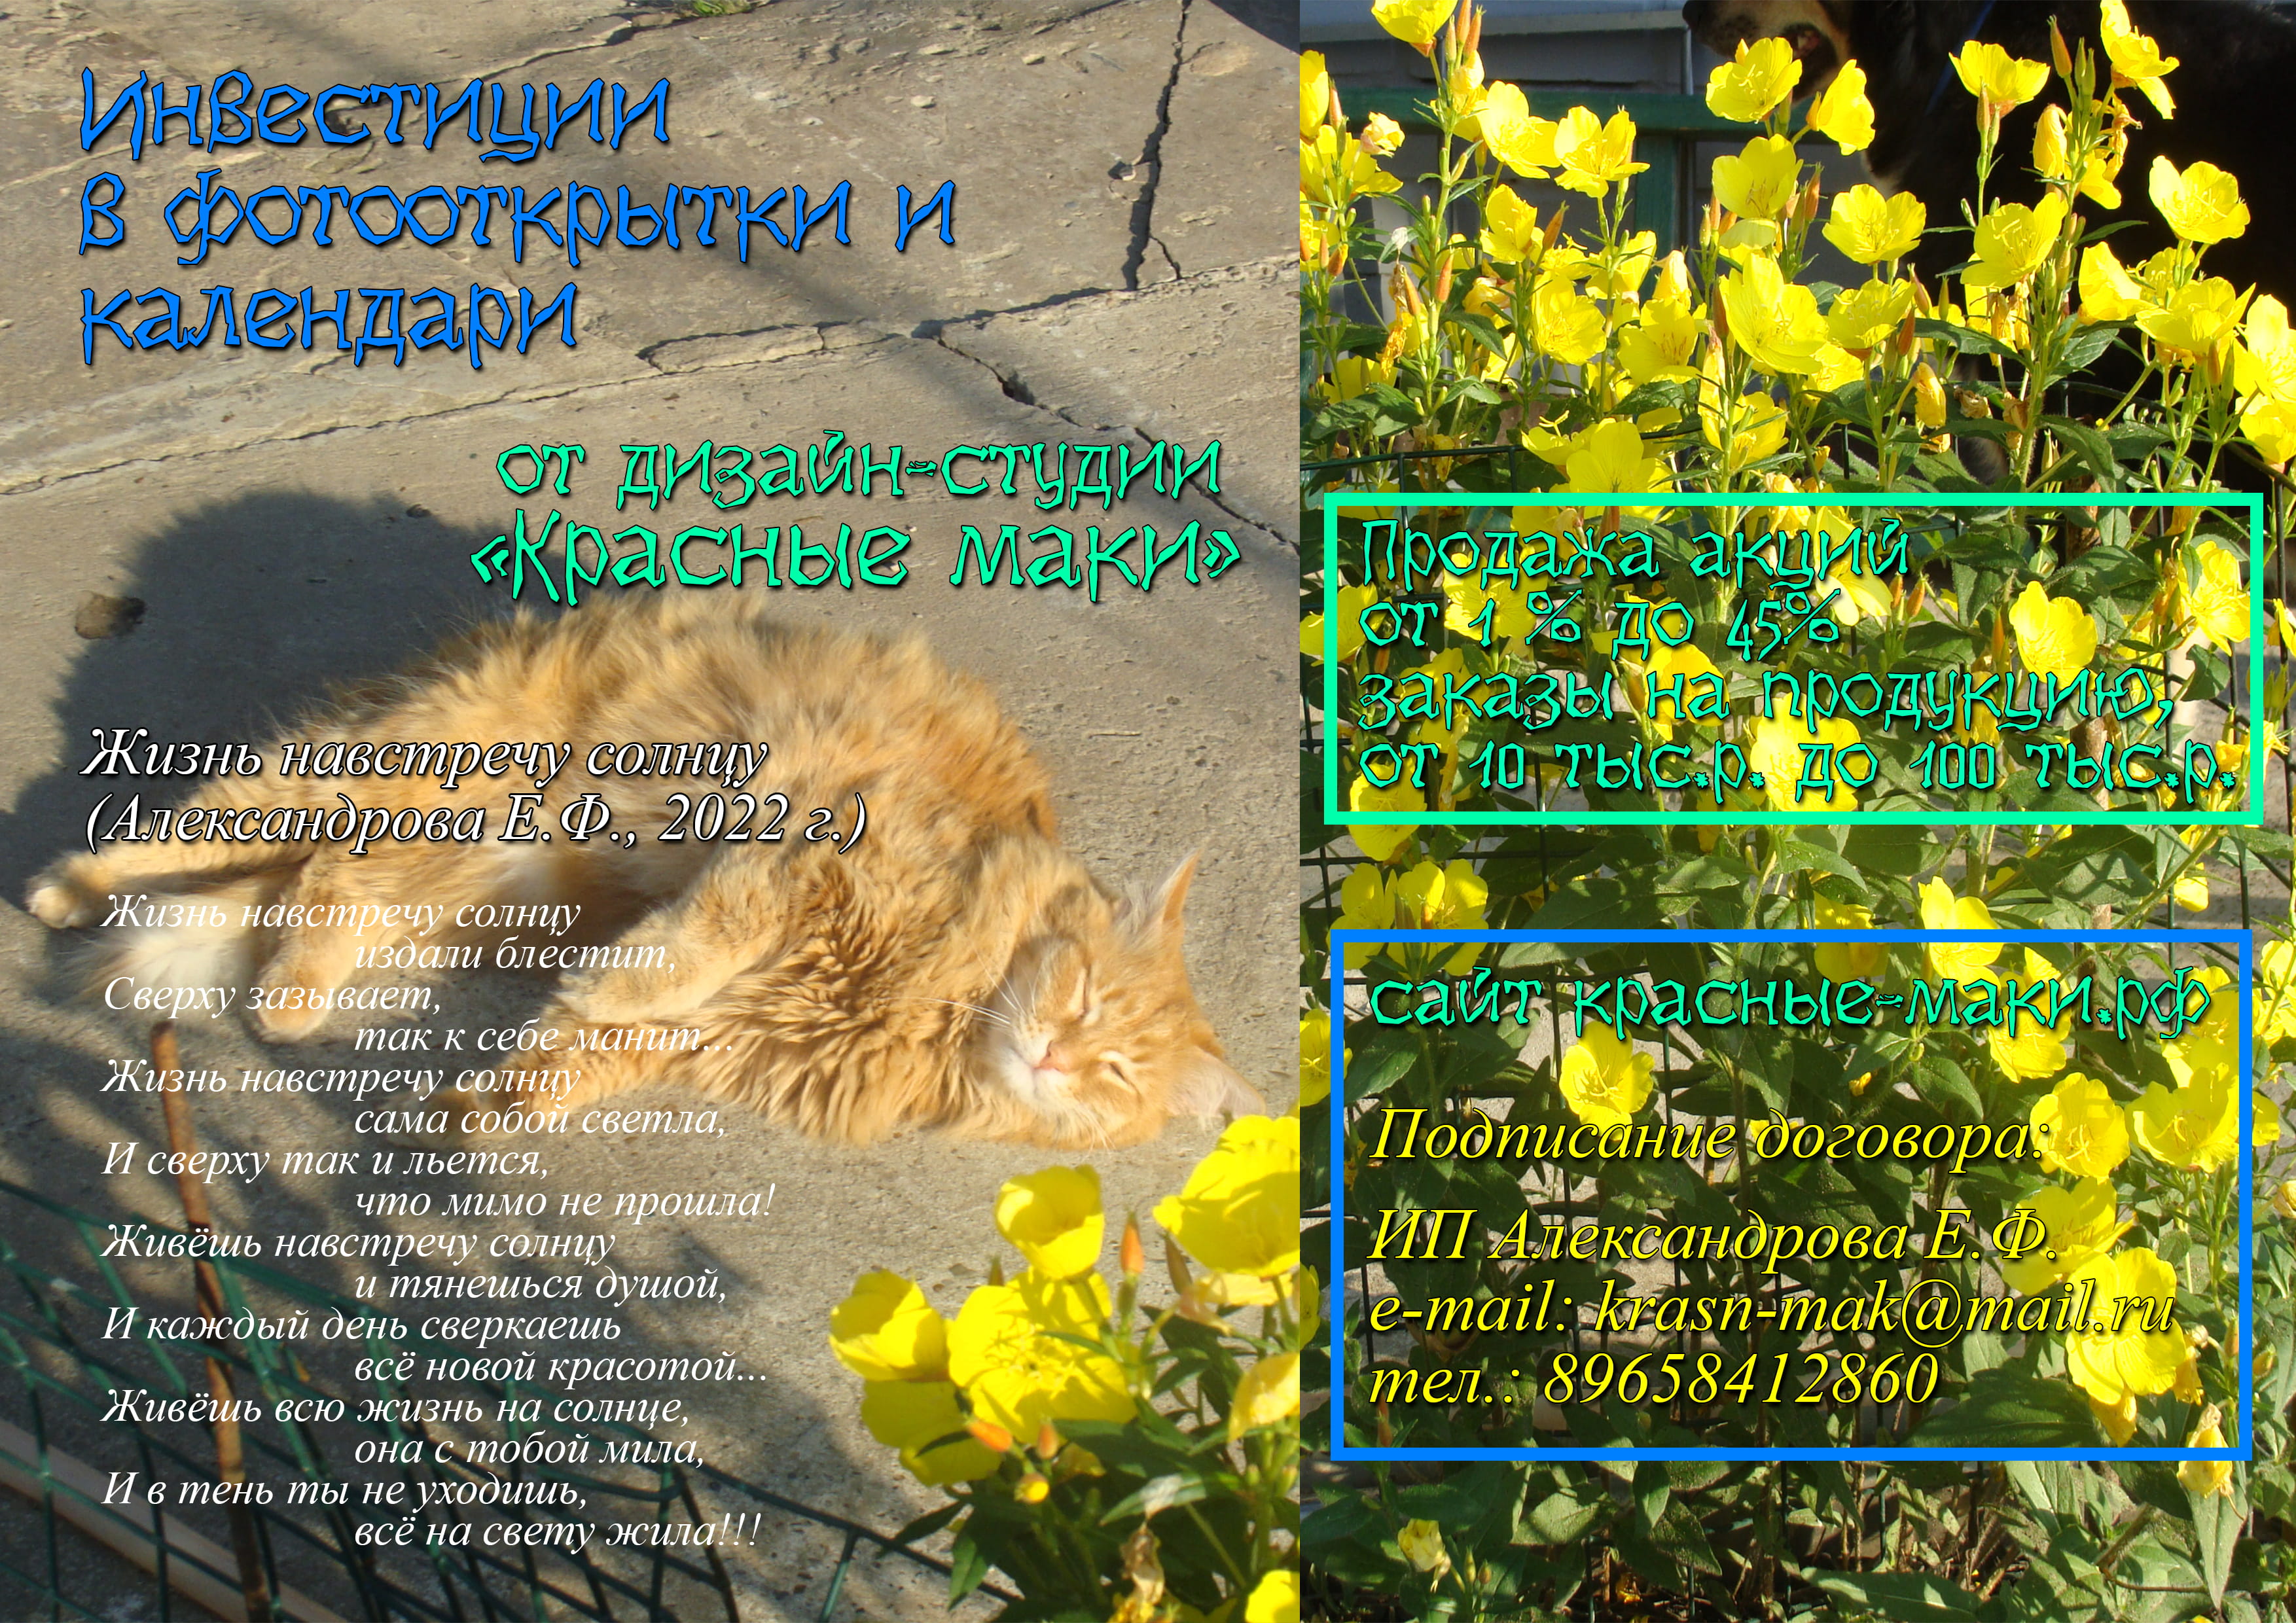 Инвестиции
в фотооткрытки и
календари
от дизайн-студии
«Красные маки»
Жизнь навстречу солнцу
(Александрова Е.Ф., 2022 г.)
Жизнь навстречу солнцу
издали блестит,
Сверху зазывает,
так к себе манит...
Жизнь навстречу солнцу
сама собой светла,
И сверху так и льется,
что мимо не прошла!
Живёшь навстречу солнцу
и тянешься душой,
И каждый день сверкаешь
всё новой красотой...
Живёшь всю жизнь на солнце,
она с тобой мила,
И в тень ты не уходишь,
всё на свету жила!!!
Продажа акций
от 1 % до 45%
заказы на продукцию,
от 10 тыс.р. до 100 тыс.р.
сайт красные-маки.рф
Подписание договора:
ИП Александрова Е.Ф.
e-mail: krasn-mak@mail.ru
тел.: 89658412860